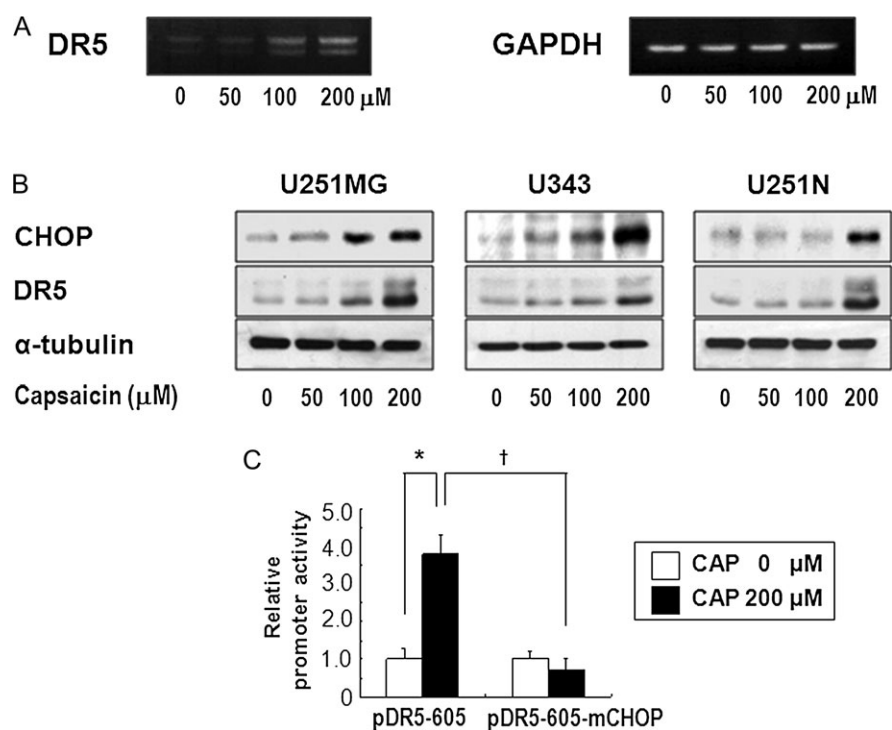 A
DR5
GAPDH
0 50 100 200 μM
0 50 100 200 μM
B
U251MG U343 U251N
CHOP
DR5
α-tubulin
Capsaicin (μM) 0 50 100 200 0 50 100 200 0 50 100 200
C
* †
Relative
promoter activity
5.0
4.0
3.0
2.0
1.0
0
pDR5-605 pDR5-605-mCHOP
CAP 0 μM
CAP 200 μM